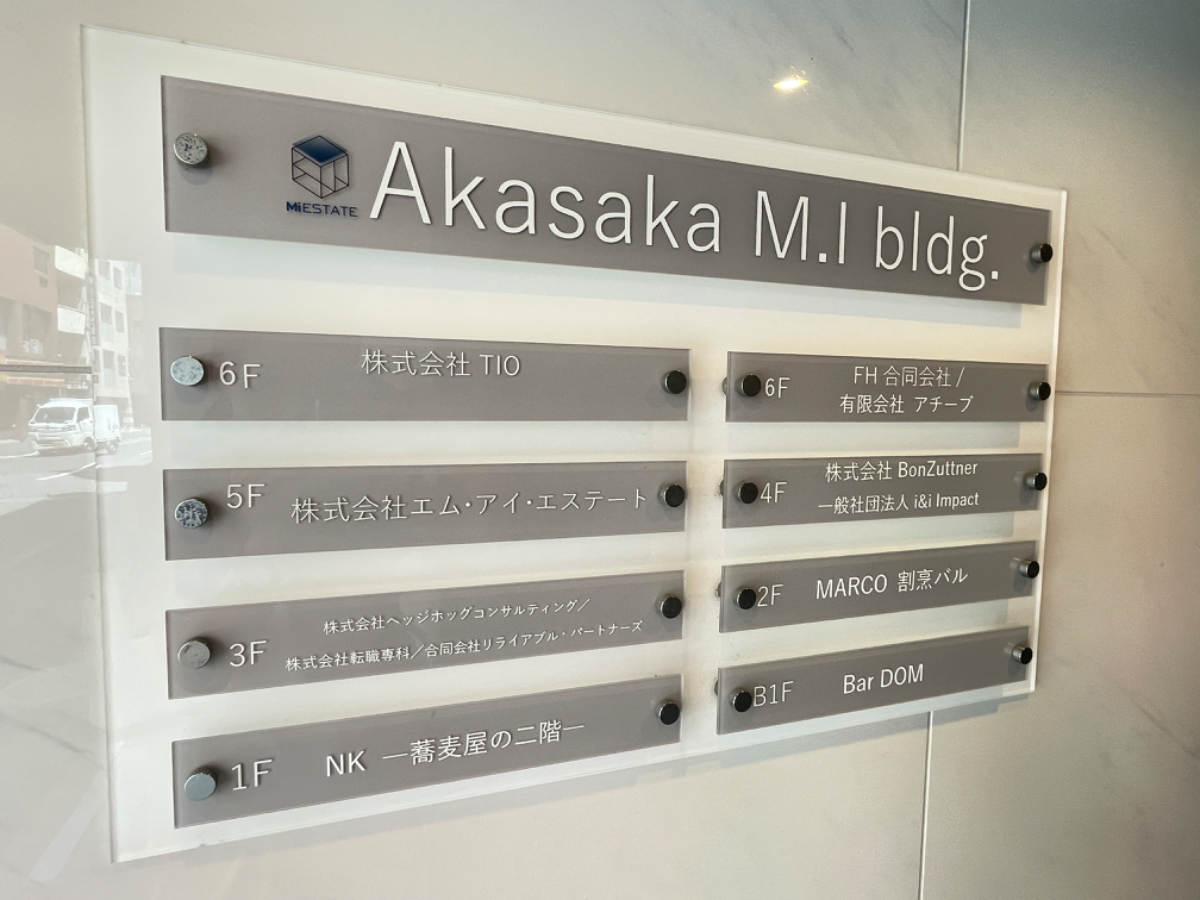 MiESTATE
Akasaka M.I bldg.
6F 株式会社 TIO
6F FH 合同会社 /
有限会社 アチーブ
5F 株式会社エム・アイ・エステート
4F 株式会社 BonZuttner
一般社団法人 i&i Impact
3F 株式会社ヘッジホッグコンサルティング／
株式会社転職専科／合同会社リライアブル・パートナーズ
2F MARCO 割烹バル
1F NK ―蕎麦屋の二階―
B1F Bar DOM